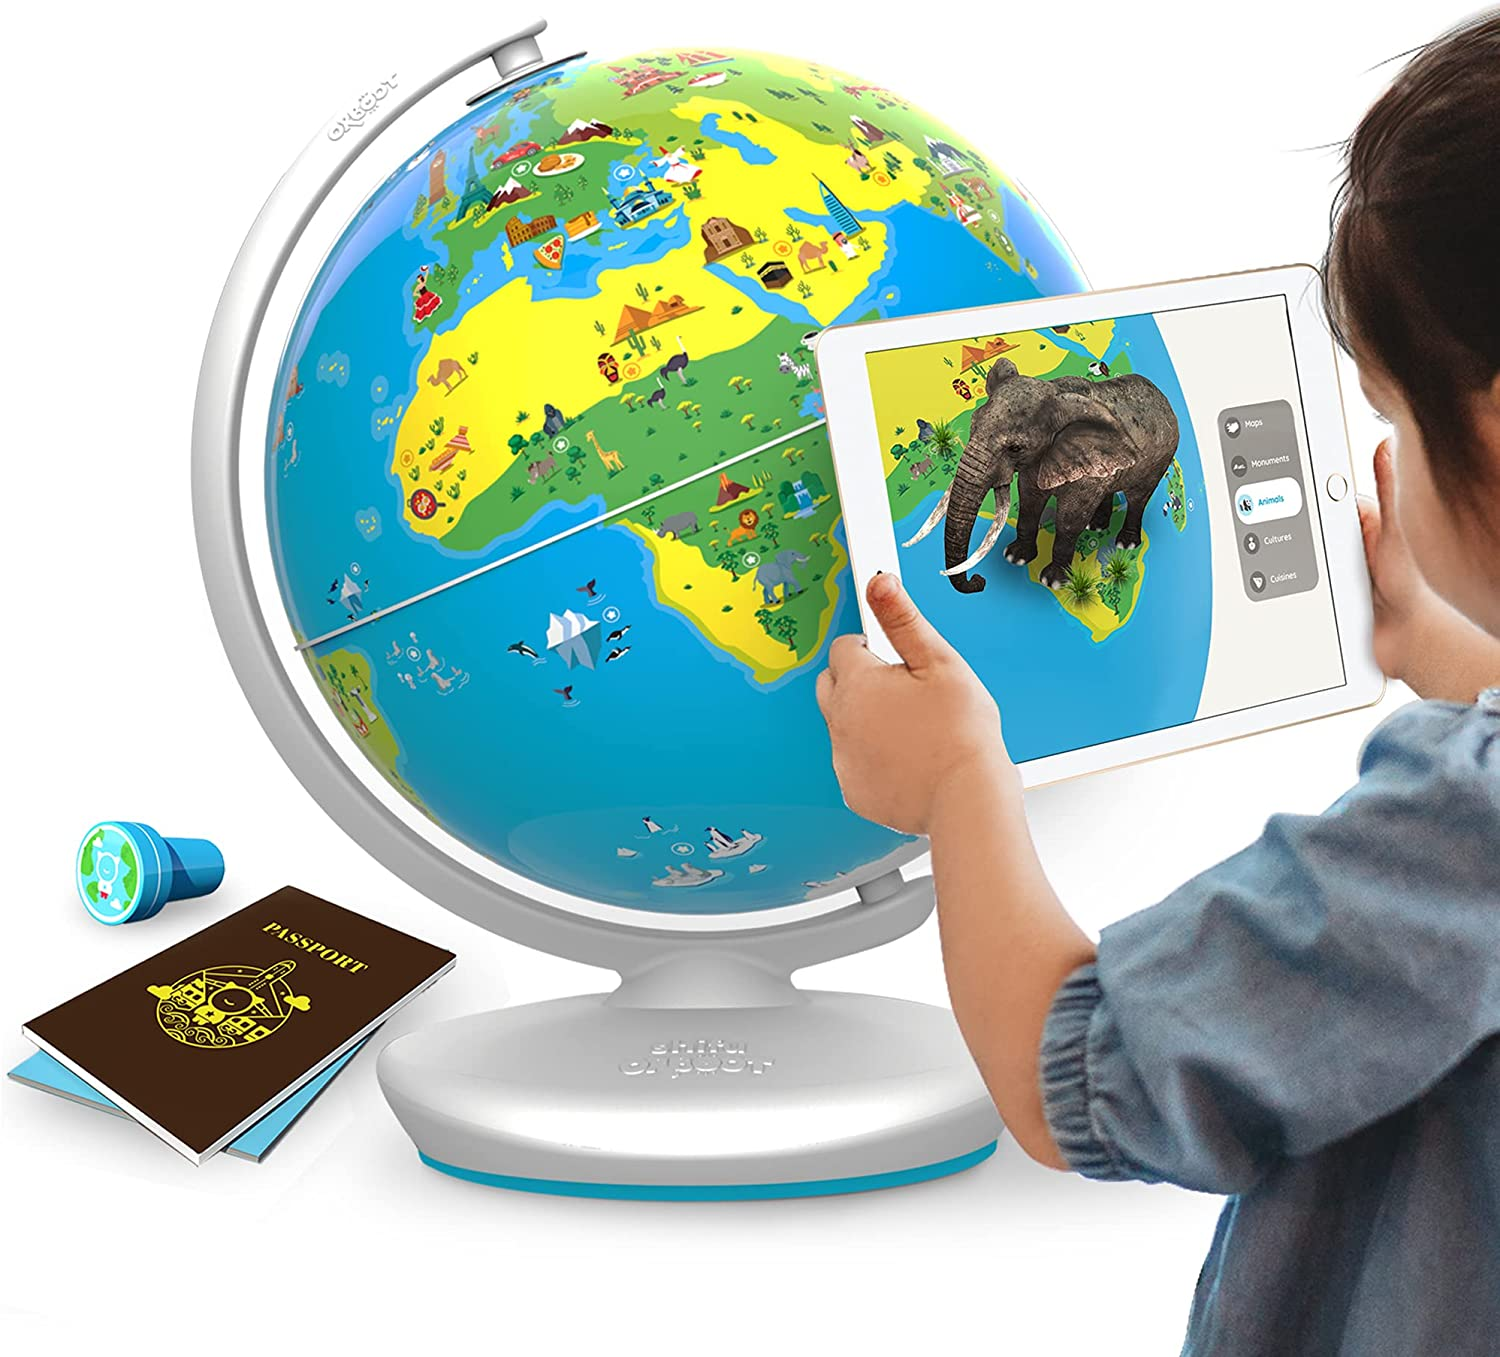 orboot
Maps
Monuments
Animals
Cultures
Cuisines
PASSPORT
shifu
orboot